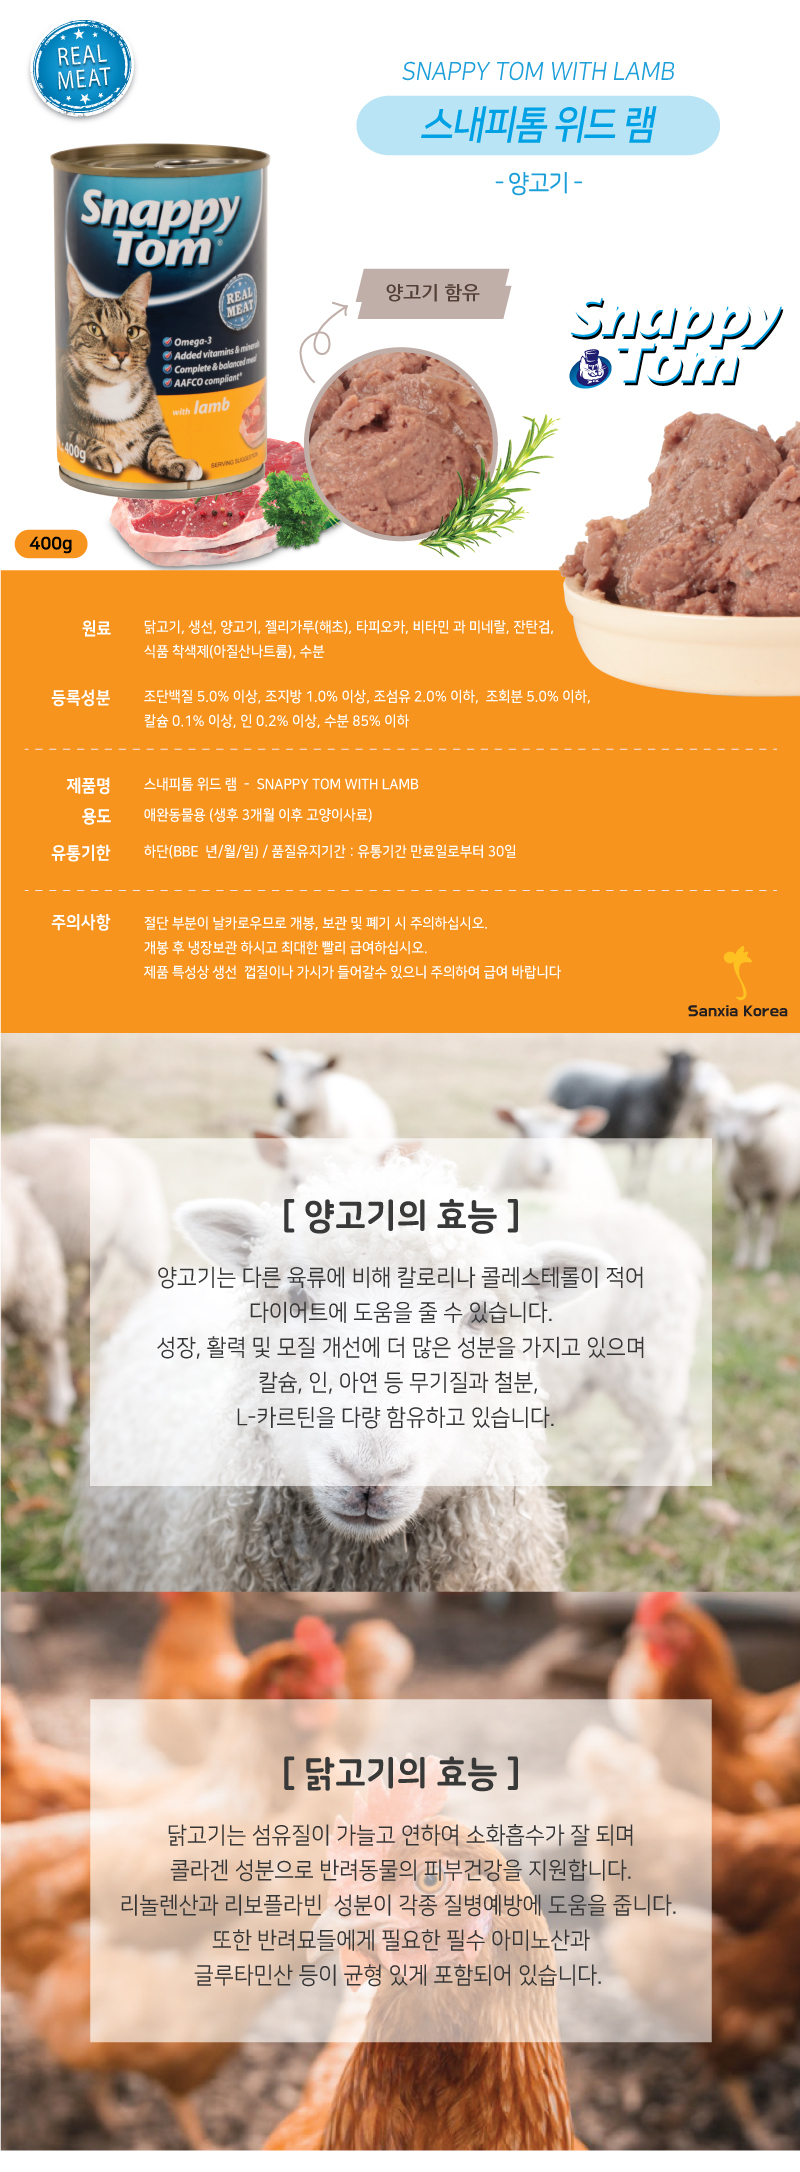 REAL
MEAT
SNAPPY TOM WITH LAMB
스내피톰 위드 램
- 양고기 -
Snappy
Tom®
REAL
MEAT
Omega-3
Added vitamins & minerals
Complete & balanced meal
AAFCO compliant*
with lamb
400g
SERVING SUGGESTION
양고기 함유
Snappy
Tom
400g
원료 닭고기, 생선, 양고기, 젤리가루(해초), 타피오카, 비타민 과 미네랄, 잔탄검,
식품 착색제(아질산나트륨), 수분
등록성분 조단백질 5.0% 이상, 조지방 1.0% 이상, 조섬유 2.0% 이하, 조회분 5.0% 이하,
칼슘 0.1% 이상, 인 0.2% 이상, 수분 85% 이하
제품명 스내피톰 위드 램 - SNAPPY TOM WITH LAMB
용도 애완동물용 (생후 3개월 이후 고양이사료)
유통기한 하단(BBE 년/월/일) / 품질유지기간 : 유통기간 만료일로부터 30일
주의사항 절단 부분이 날카로우므로 개봉, 보관 및 폐기 시 주의하십시오.
개봉 후 냉장보관 하시고 최대한 빨리 급여하십시오.
제품 특성상 생선 껍질이나 가시가 들어갈수 있으니 주의하여 급여 바랍니다
Sanxia Korea
[ 양고기의 효능 ]
양고기는 다른 육류에 비해 칼로리나 콜레스테롤이 적어
다이어트에 도움을 줄 수 있습니다.
성장, 활력 및 모질 개선에 더 많은 성분을 가지고 있으며
칼슘, 인, 아연 등 무기질과 철분,
L-카르틴을 다량 함유하고 있습니다.
[ 닭고기의 효능 ]
닭고기는 섬유질이 가늘고 연하여 소화흡수가 잘 되며
콜라겐 성분으로 반려동물의 피부건강을 지원합니다.
리놀렌산과 리보플라빈 성분이 각종 질병예방에 도움을 줍니다.
또한 반려묘들에게 필요한 필수 아미노산과
글루타민산 등이 균형 있게 포함되어 있습니다.